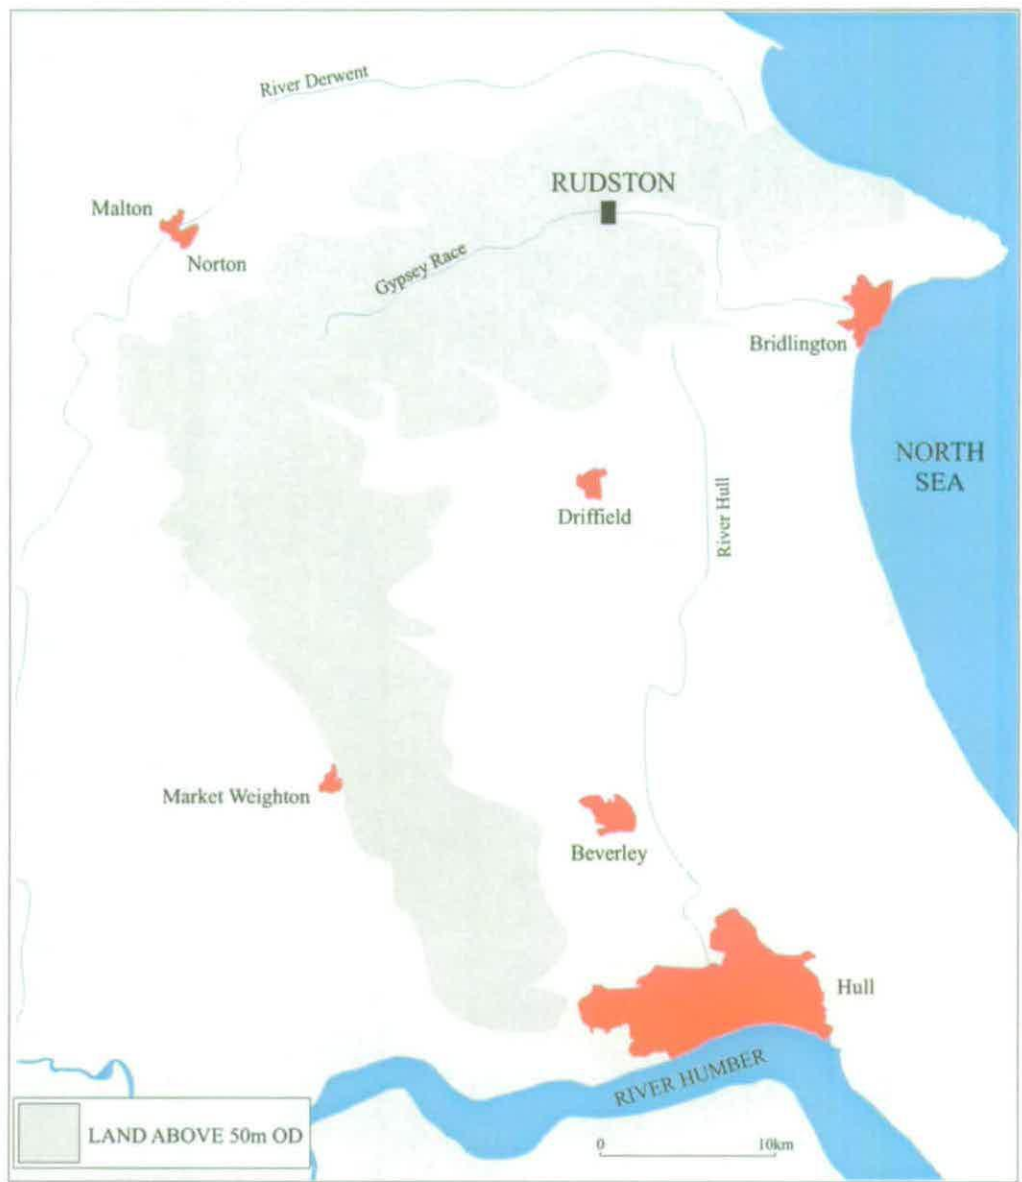 River Derwent
RUDSTON
Malton
Norton
Gypsey Race
Bridlington
NORTH
SEA
River Hull
Driffield
Market Weighton
Beverley
Hull
RIVER HUMBER
LAND ABOVE 50m OD
0 10km